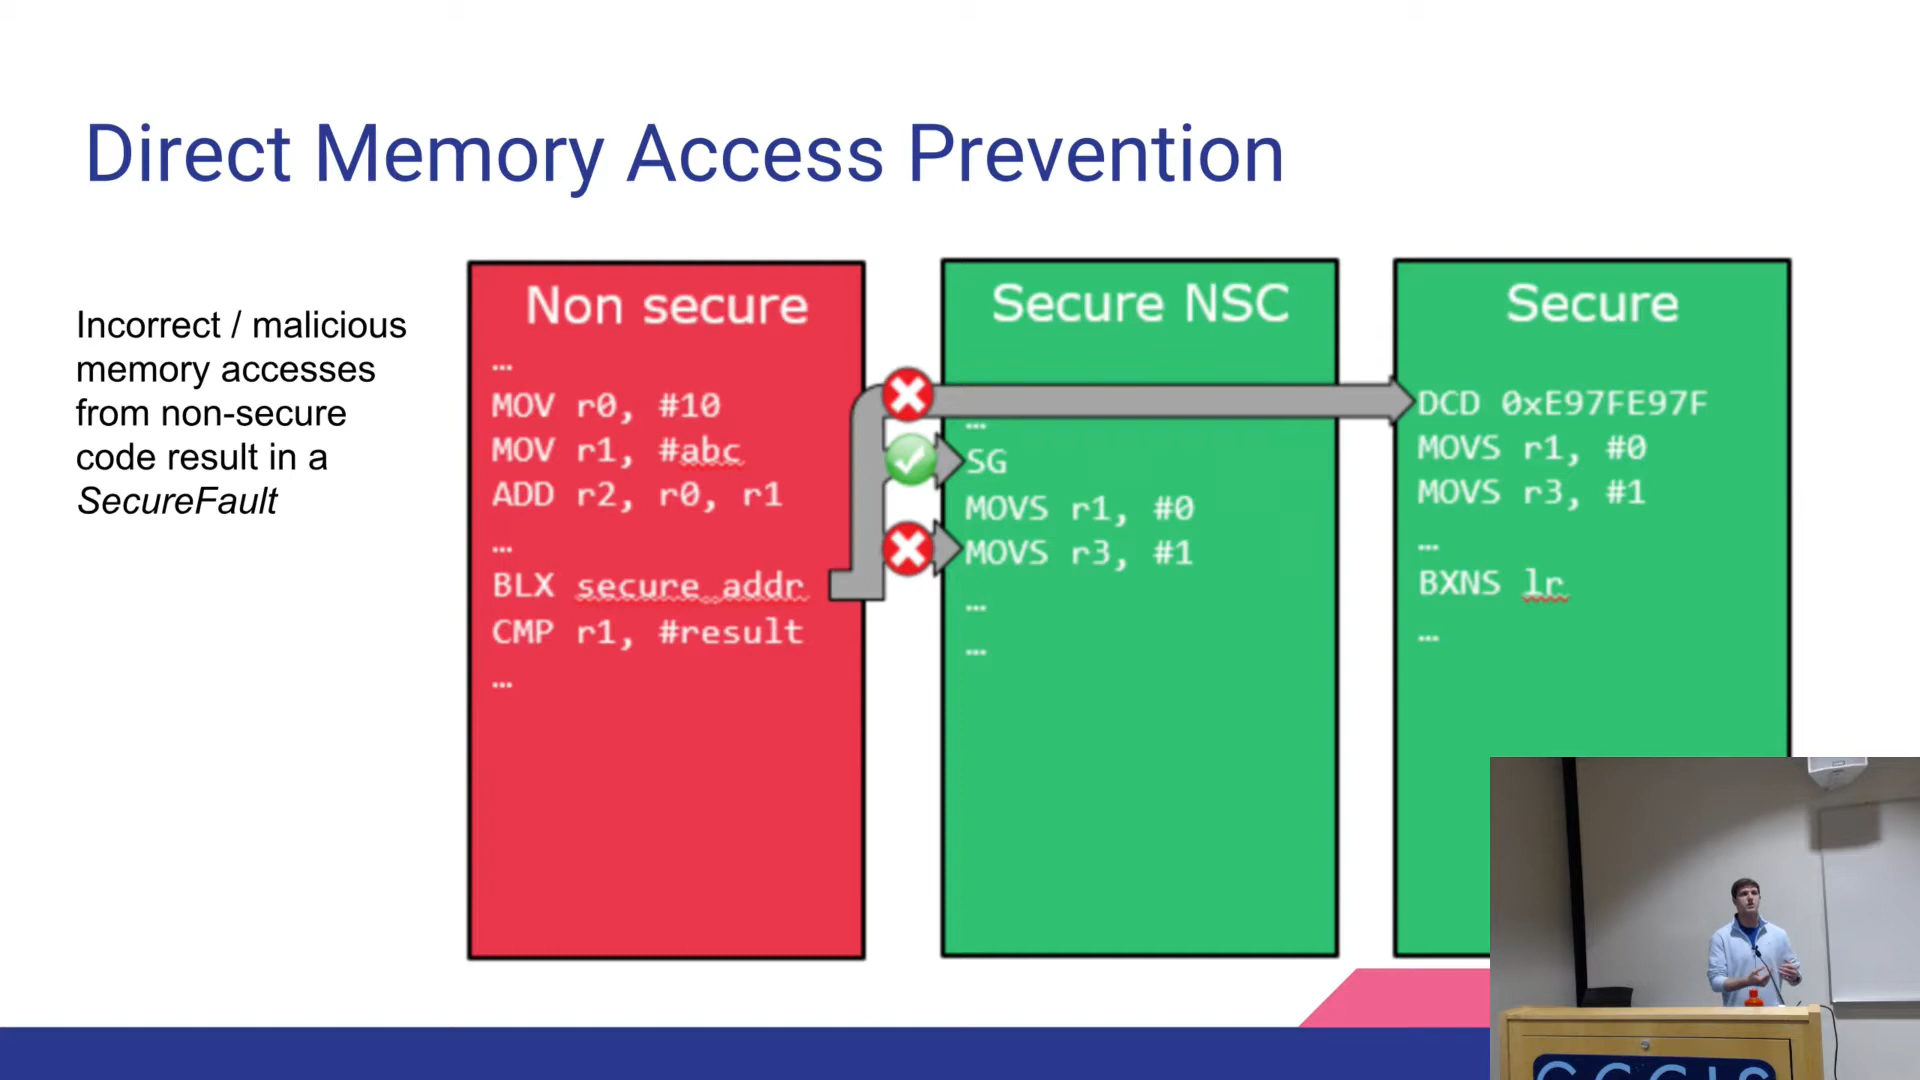 Direct Memory Access Prevention
Incorrect / malicious
memory accesses
from non-secure
code result in a
SecureFault
Non secure
...
MOV r0, #10
MOV r1, #abc
ADD r2, r0, r1
...
BLX secure_addr
CMP r1, #result
...
Secure NSC
...
SG
MOVS r1, #0
MOVS r3, #1
...
...
Secure
DCD 0xE97FE97F
MOVS r1, #0
MOVS r3, #1
...
BXNS lr
...